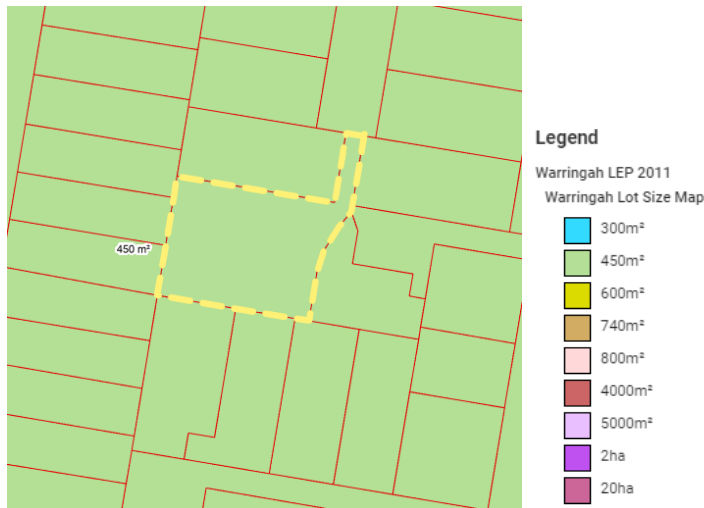 450 m²
Legend
Warringah LEP 2011
Warringah Lot Size Map
300m²
450m²
600m²
740m²
800m²
4000m²
5000m²
2ha
20ha